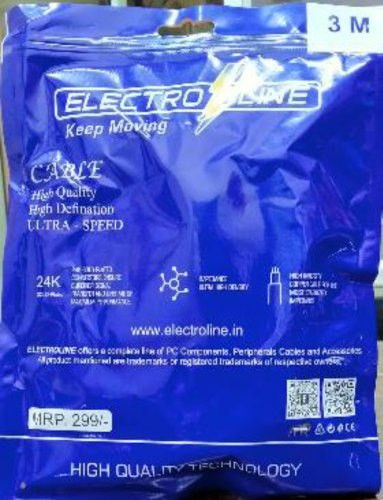 3 M
ELECTRO LINE
Keep Moving
CABLE
High Quality
High Defination
ULTRA - SPEED
24K
www.electroline.in
ELECTROLINE offers a complete line of PC Components, Peripherals Cables and Accessories
All product mantioned are trademarks or registored trademarks of respective owners.
MRP. 299/-
HIGH QUALITY TECHNOLOGY